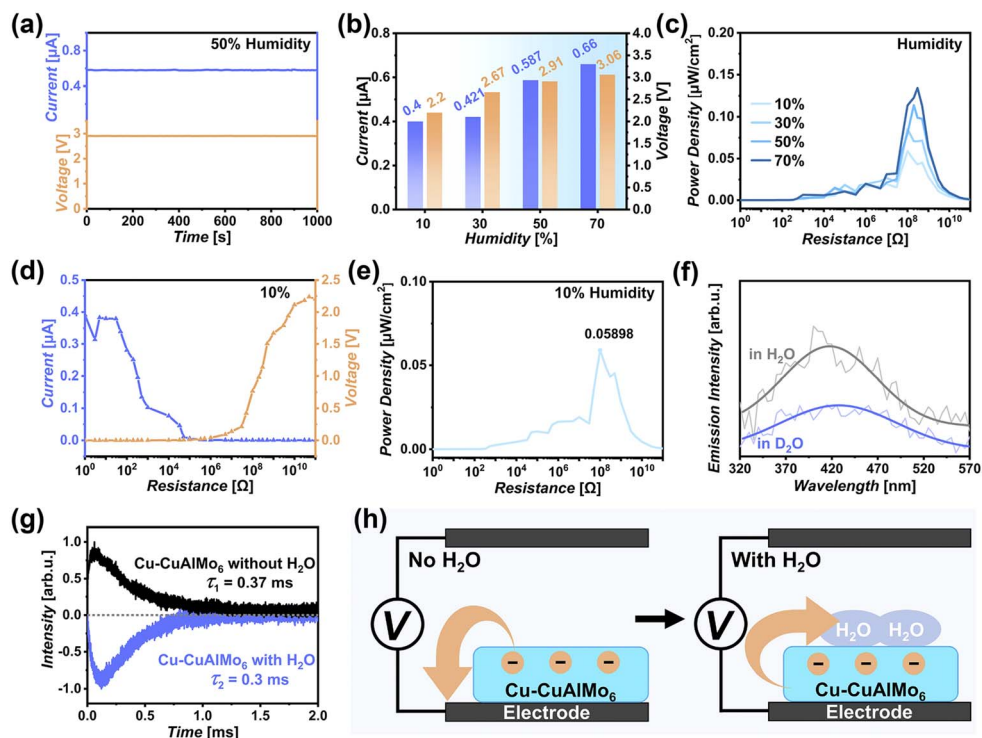 (a)
50% Humidity
Current [μA]
0.8
0.4
Voltage [V]
3
2
1
0
0 200 400 600 800 1000
Time [s]
(b)
Current [μA]
0.8
0.6
0.4
0.2
0.0
0.4 2.2 0.421 2.67 0.587 2.91 0.66 3.06
4.0
3.5
3.0
2.5
2.0
1.5
1.0
0.5
0.0
Voltage [V]
10 30 50 70
Humidity [%]
(c)
Power Density [μW/cm²]
0.20
0.15
0.10
0.05
0.00
Humidity
10%
30%
50%
70%
10⁰ 10² 10⁴ 10⁶ 10⁸ 10¹⁰
Resistance [Ω]
(d)
10%
Current [μA]
0.5
0.4
0.3
0.2
0.1
0.0
2.5
2.0
1.5
1.0
0.5
0.0
Voltage [V]
10⁰ 10² 10⁴ 10⁶ 10⁸ 10¹⁰
Resistance [Ω]
(e)
Power Density [μW/cm²]
0.10
0.05
0.00
10% Humidity
0.05898
10⁰ 10² 10⁴ 10⁶ 10⁸ 10¹⁰
Resistance [Ω]
(f)
Emission Intensity [arb.u.]
in H₂O
in D₂O
320 370 420 470 520 570
Wavelength [nm]
(g)
Intensity [arb.u.]
1.0
0.5
0.0
-0.5
-1.0
Cu-CuAlMo₆ without H₂O
τ₁ = 0.37 ms
Cu-CuAlMo₆ with H₂O
τ₂ = 0.3 ms
0.0 0.5 1.0 1.5 2.0
Time [ms]
(h)
No H₂O
V
Cu-CuAlMo₆
Electrode
With H₂O
V
H₂O H₂O
Cu-CuAlMo₆
Electrode